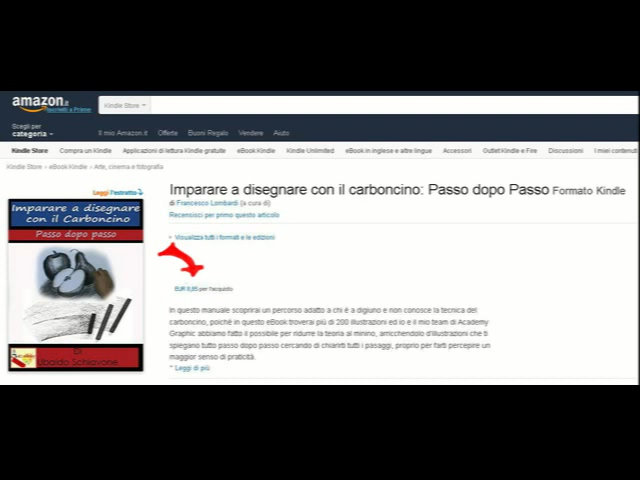 amazon.it
Iscriviti a Prime
Kindle Store
Scegli per
categoria
Il mio Amazon.it Offerte Buoni Regalo Vendere Aiuto
Kindle Store Compra un Kindle Applicazioni di lettura Kindle gratuite eBook Kindle Kindle Unlimited eBook in inglese e altre lingue Accessori Outlet Kindle e Fire Discussioni I miei contenuti
Kindle Store › eBook Kindle › Arte, cinema e fotografia
Leggi l'estratto
Imparare a disegnare
con il Carboncino
Passo dopo passo
Di
Ubaldo Schiavone
Imparare a disegnare con il carboncino: Passo dopo Passo Formato Kindle
di Francesco Lombardi (a cura di)
Recensisci per primo questo articolo
Visualizza tutti i formati e le edizioni
per l'acquisto
In questo manuale scoprirai un percorso adatto a chi é a digiuno e non conosce la tecnica del
carboncino, poiché in questo eBook troverai più di 200 illustrazioni ed io e il mio team di Academy
Graphic abbiamo fatto il possibile per ridurre la teoria al minino, arricchendolo d'illustrazioni che ti
spiegano tutto passo dopo passo cercando di chiarirti tutti i pasaggi, proprio per farti percepire un
maggior senso di praticità.
Leggi di più